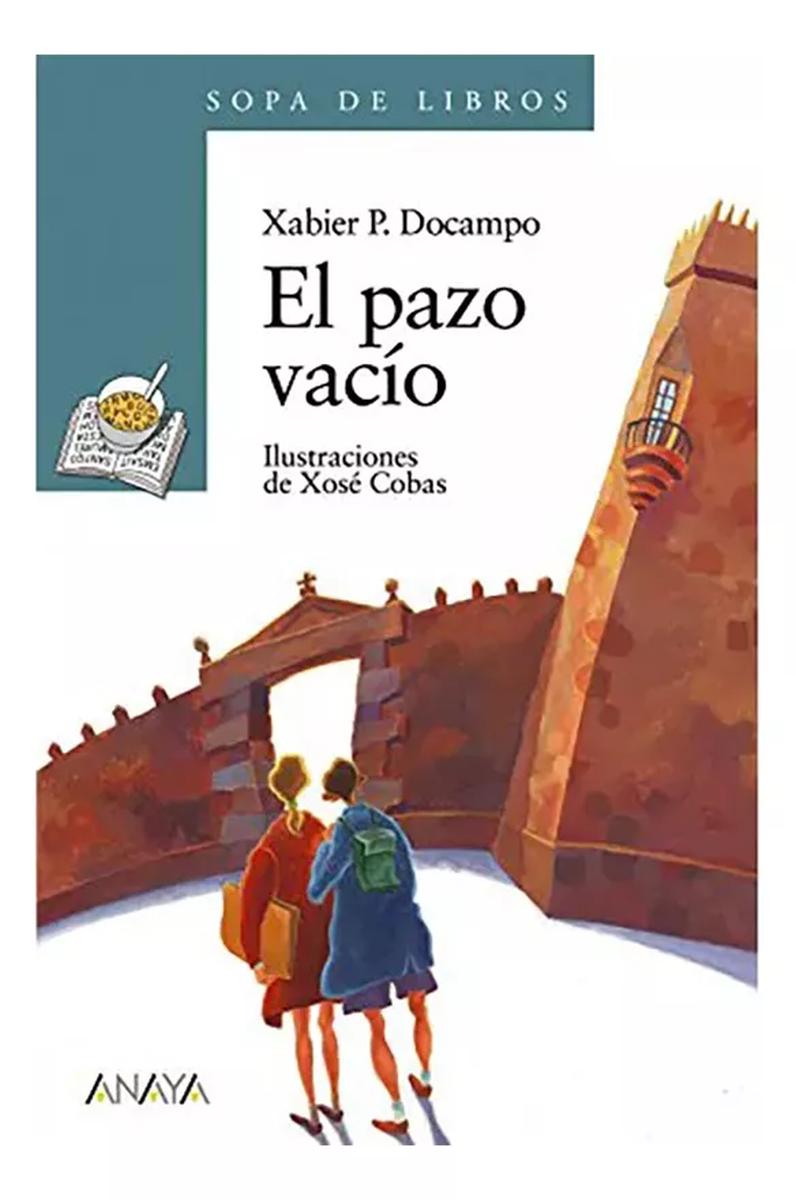 SOPA DE LIBROS
Xabier P. Docampo
El pazo
vacío
Ilustraciones
de Xosé Cobas
ANAYA